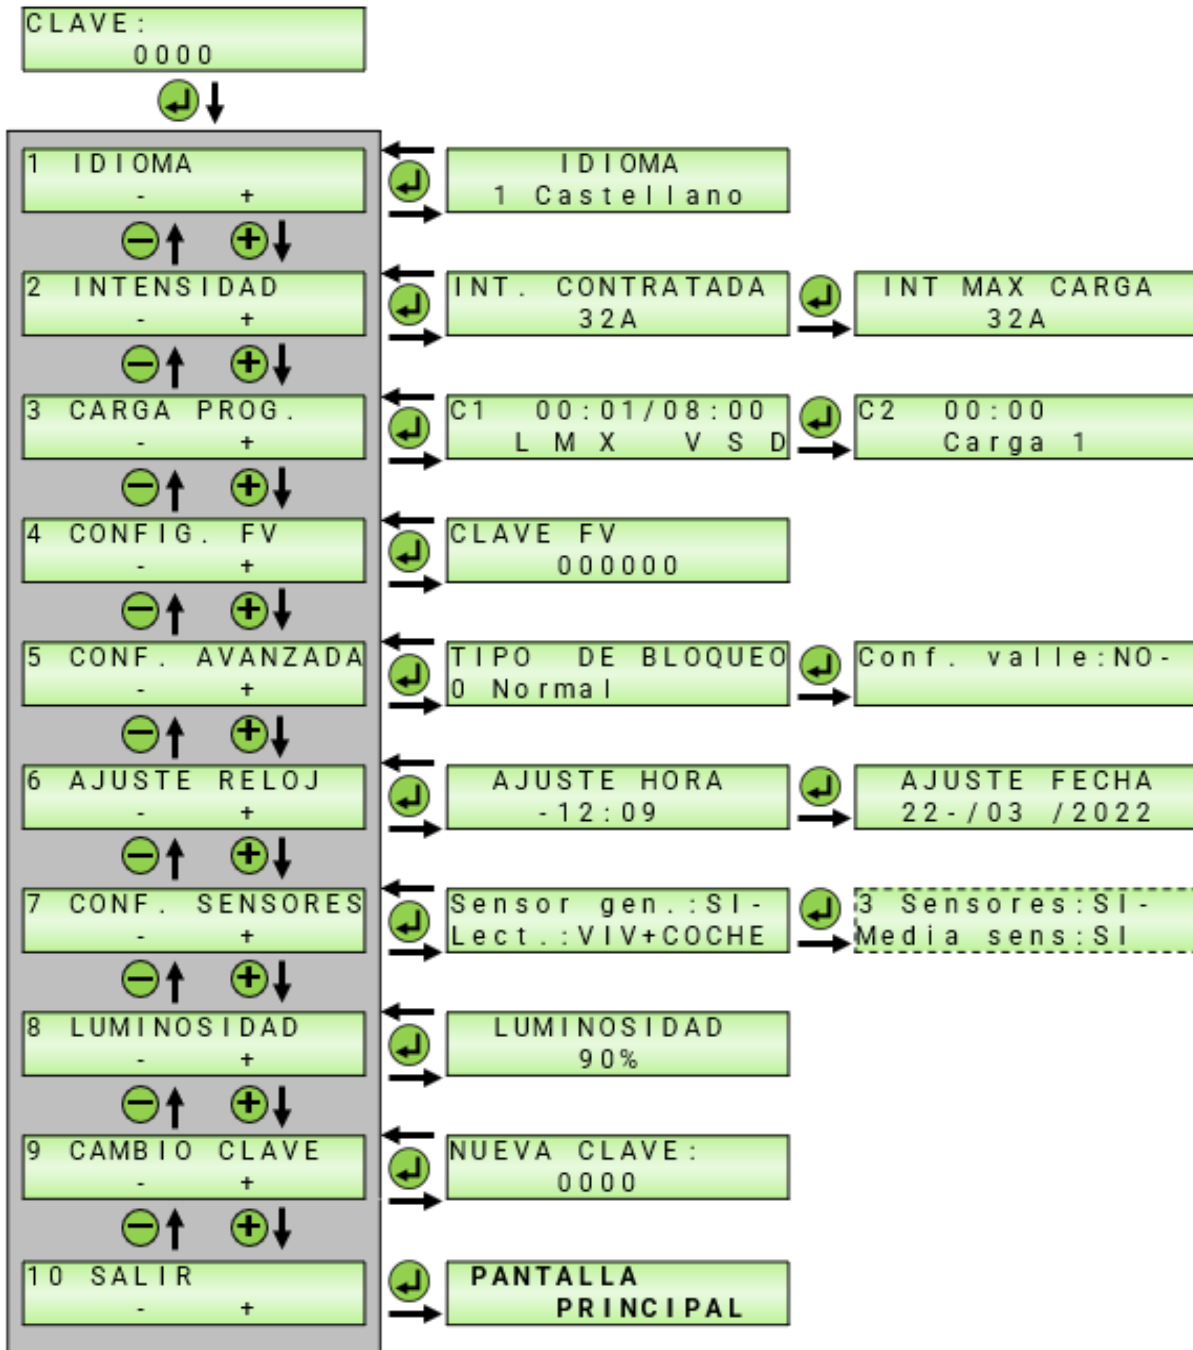 CLAVE:
0000
1 IDIOMA
- +
IDIOMA
1 Castellano
2 INTENSIDAD
- +
INT. CONTRATADA
32A
INT MAX CARGA
32A
3 CARGA PROG.
- +
C1 00:01/08:00
L M X V S D
C2 00:00
Carga 1
4 CONFIG. FV
- +
CLAVE FV
000000
5 CONF. AVANZADA
- +
TIPO DE BLOQUEO
0 Normal
Conf. valle:NO-
6 AJUSTE RELOJ
- +
AJUSTE HORA
-12:09
AJUSTE FECHA
22-/03 /2022
7 CONF. SENSORES
- +
Sensor gen.:SI-
Lect.:VIV+COCHE
3 Sensores:SI-
Media sens:SI
8 LUMINOSIDAD
- +
LUMINOSIDAD
90%
9 CAMBIO CLAVE
- +
NUEVA CLAVE:
0000
10 SALIR
- +
PANTALLA
PRINCIPAL